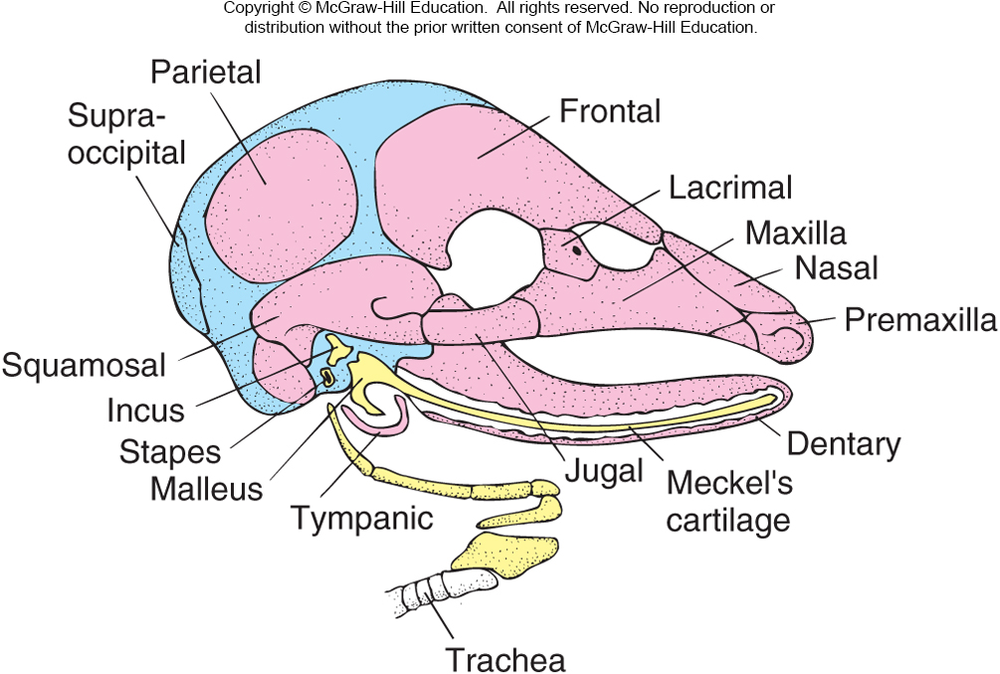 Copyright © McGraw-Hill Education. All rights reserved. No reproduction or
distribution without the prior written consent of McGraw-Hill Education.
Parietal
Supra-
occipital
Frontal
Lacrimal
Maxilla
Nasal
Premaxilla
Squamosal
Incus
Stapes
Malleus
Tympanic
Jugal
Meckel's
cartilage
Dentary
Trachea